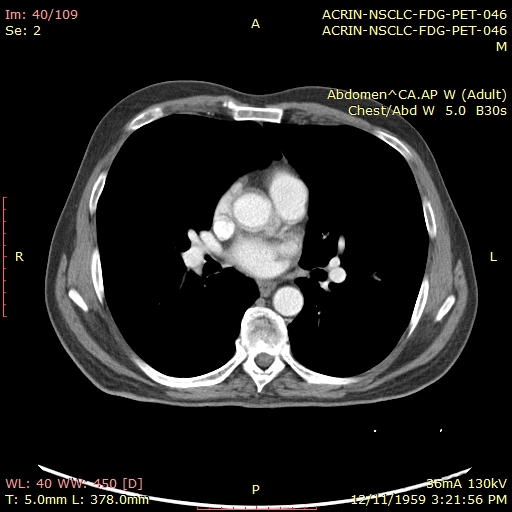 Im: 40/109
Se: 2
A
ACRIN-NSCLC-FDG-PET-046
ACRIN-NSCLC-FDG-PET-046
M
Abdomen^CA.AP W (Adult)
Chest/Abd W 5.0 B30s
R
L
WL: 40 WW: 450 [D]
T: 5.0mm L: 378.0mm
P
36mA 130kV
12/11/1959 3:21:56 PM